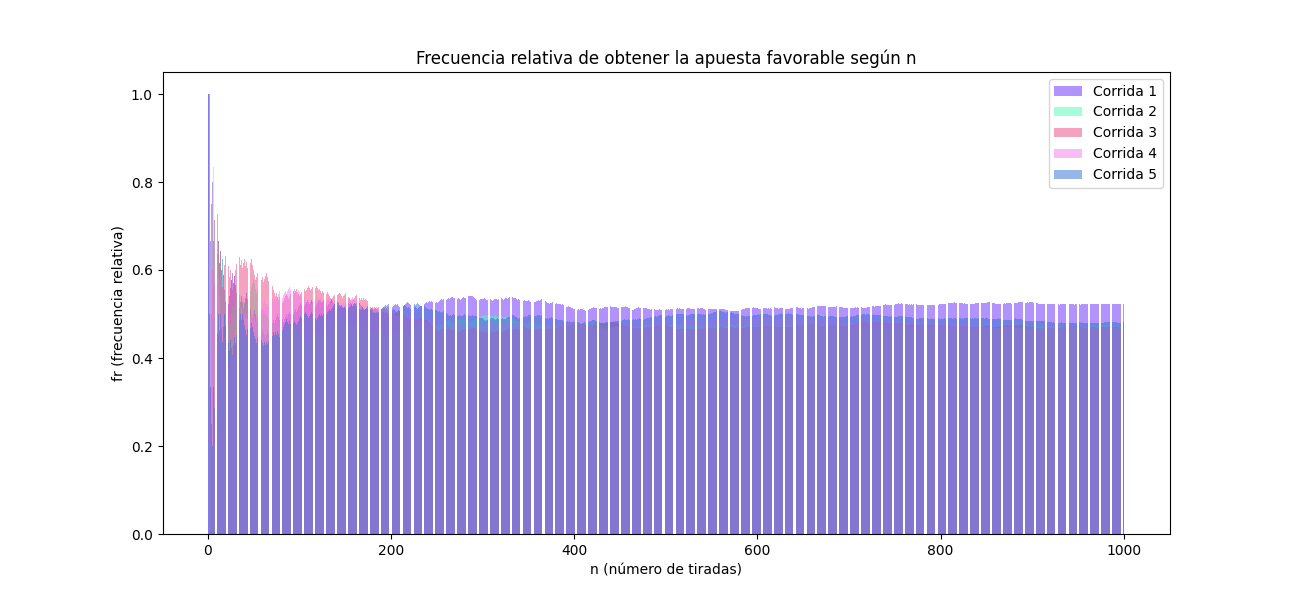 Frecuencia relativa de obtener la apuesta favorable según n
fr (frecuencia relativa)
1.0
0.8
0.6
0.4
0.2
0.0
Corrida 1
Corrida 2
Corrida 3
Corrida 4
Corrida 5
0 200 400 600 800 1000
n (número de tiradas)